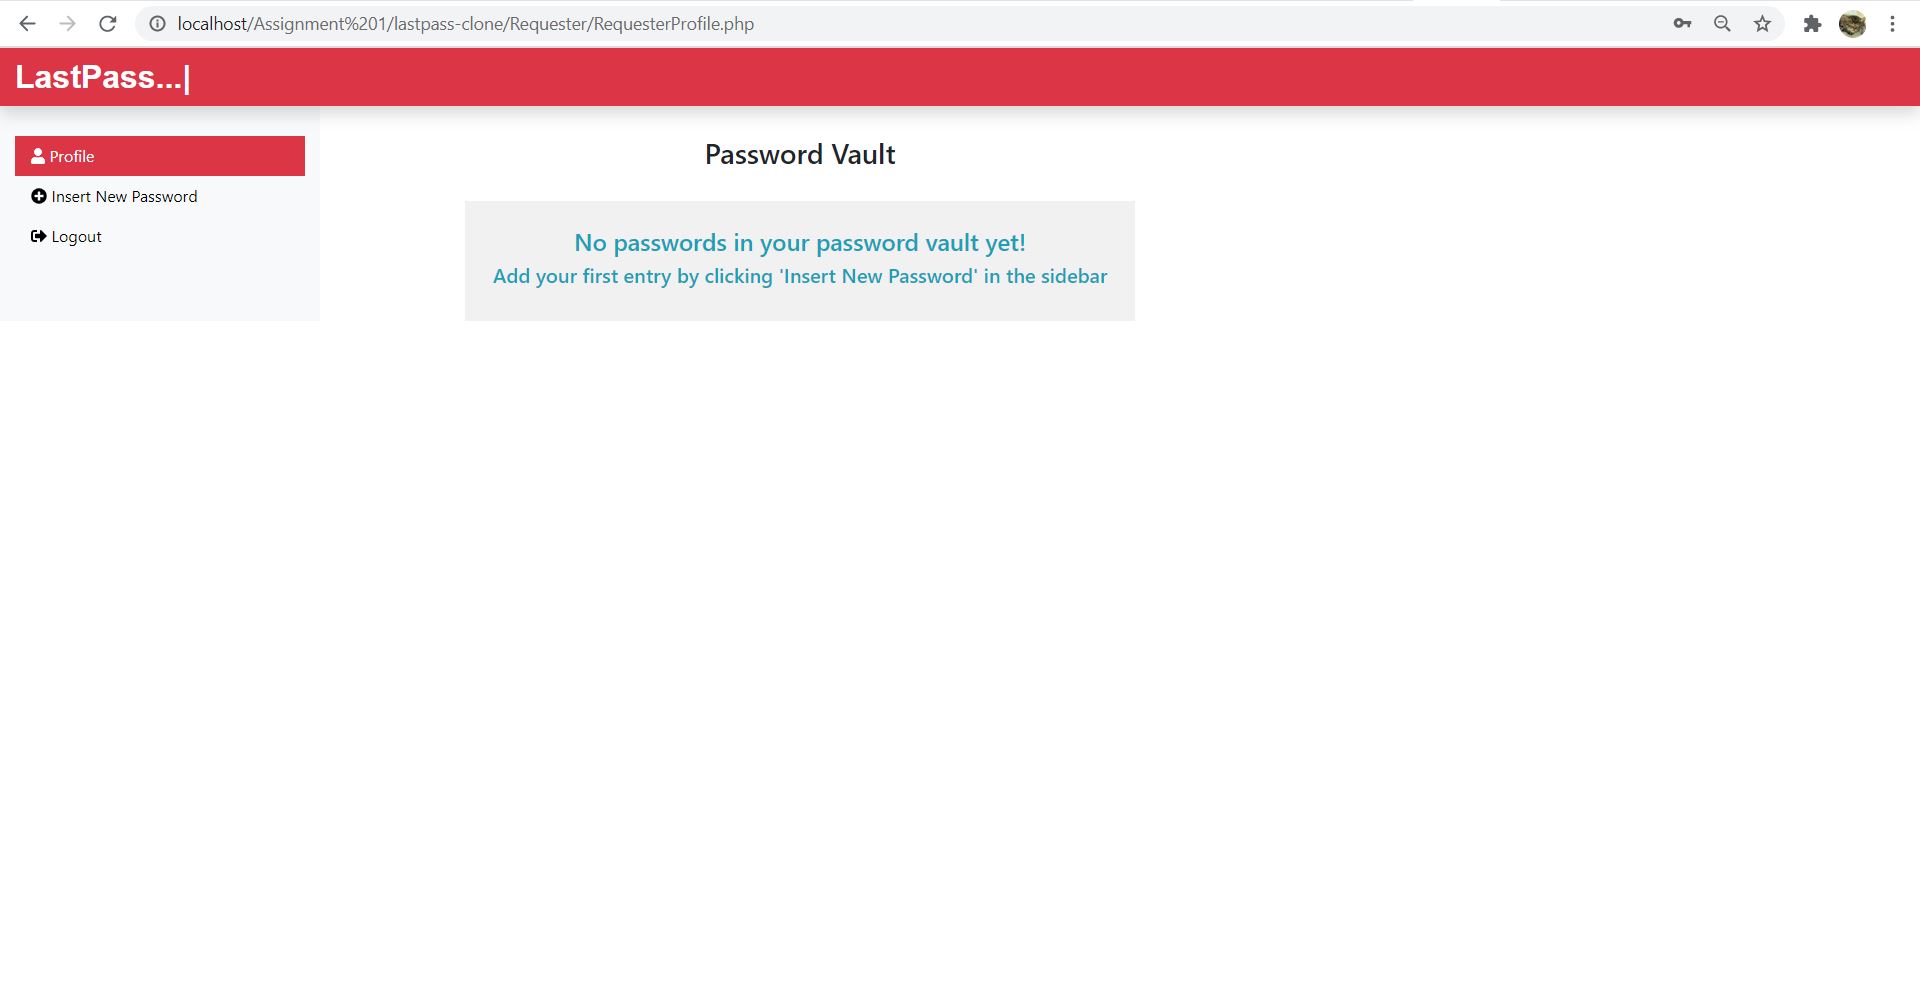 localhost/Assignment%201/lastpass-clone/Requester/RequesterProfile.php
LastPass...|
Profile
Insert New Password
Logout
Password Vault
No passwords in your password vault yet!
Add your first entry by clicking 'Insert New Password' in the sidebar